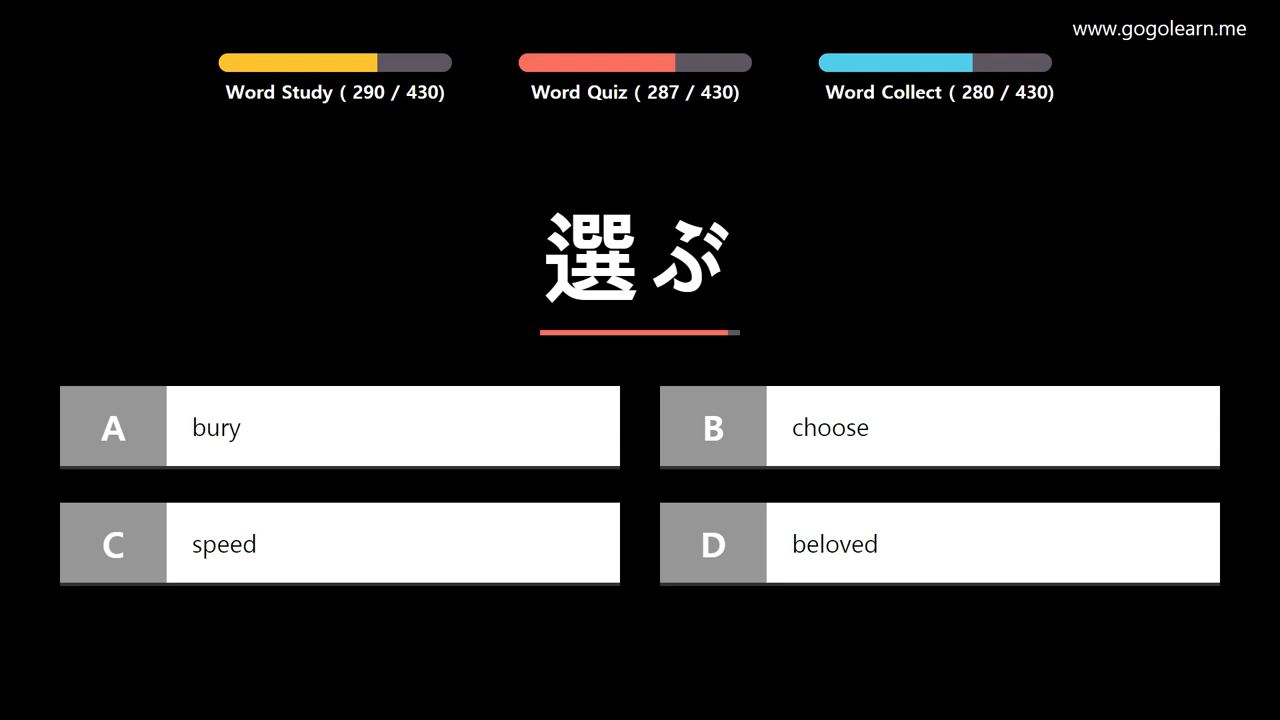 www.gogolearn.me
Word Study ( 290 / 430)
Word Quiz ( 287 / 430)
Word Collect ( 280 / 430)
選ぶ
A
bury
B
choose
C
speed
D
beloved